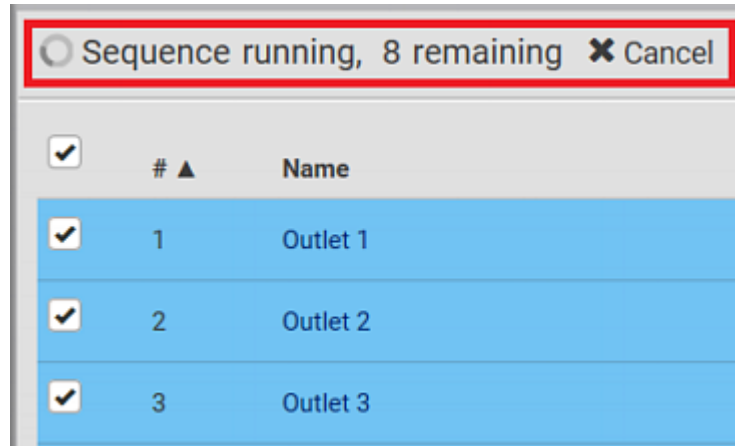 Sequence running, 8 remaining ✖ Cancel
# ▲ Name
1 Outlet 1
2 Outlet 2
3 Outlet 3